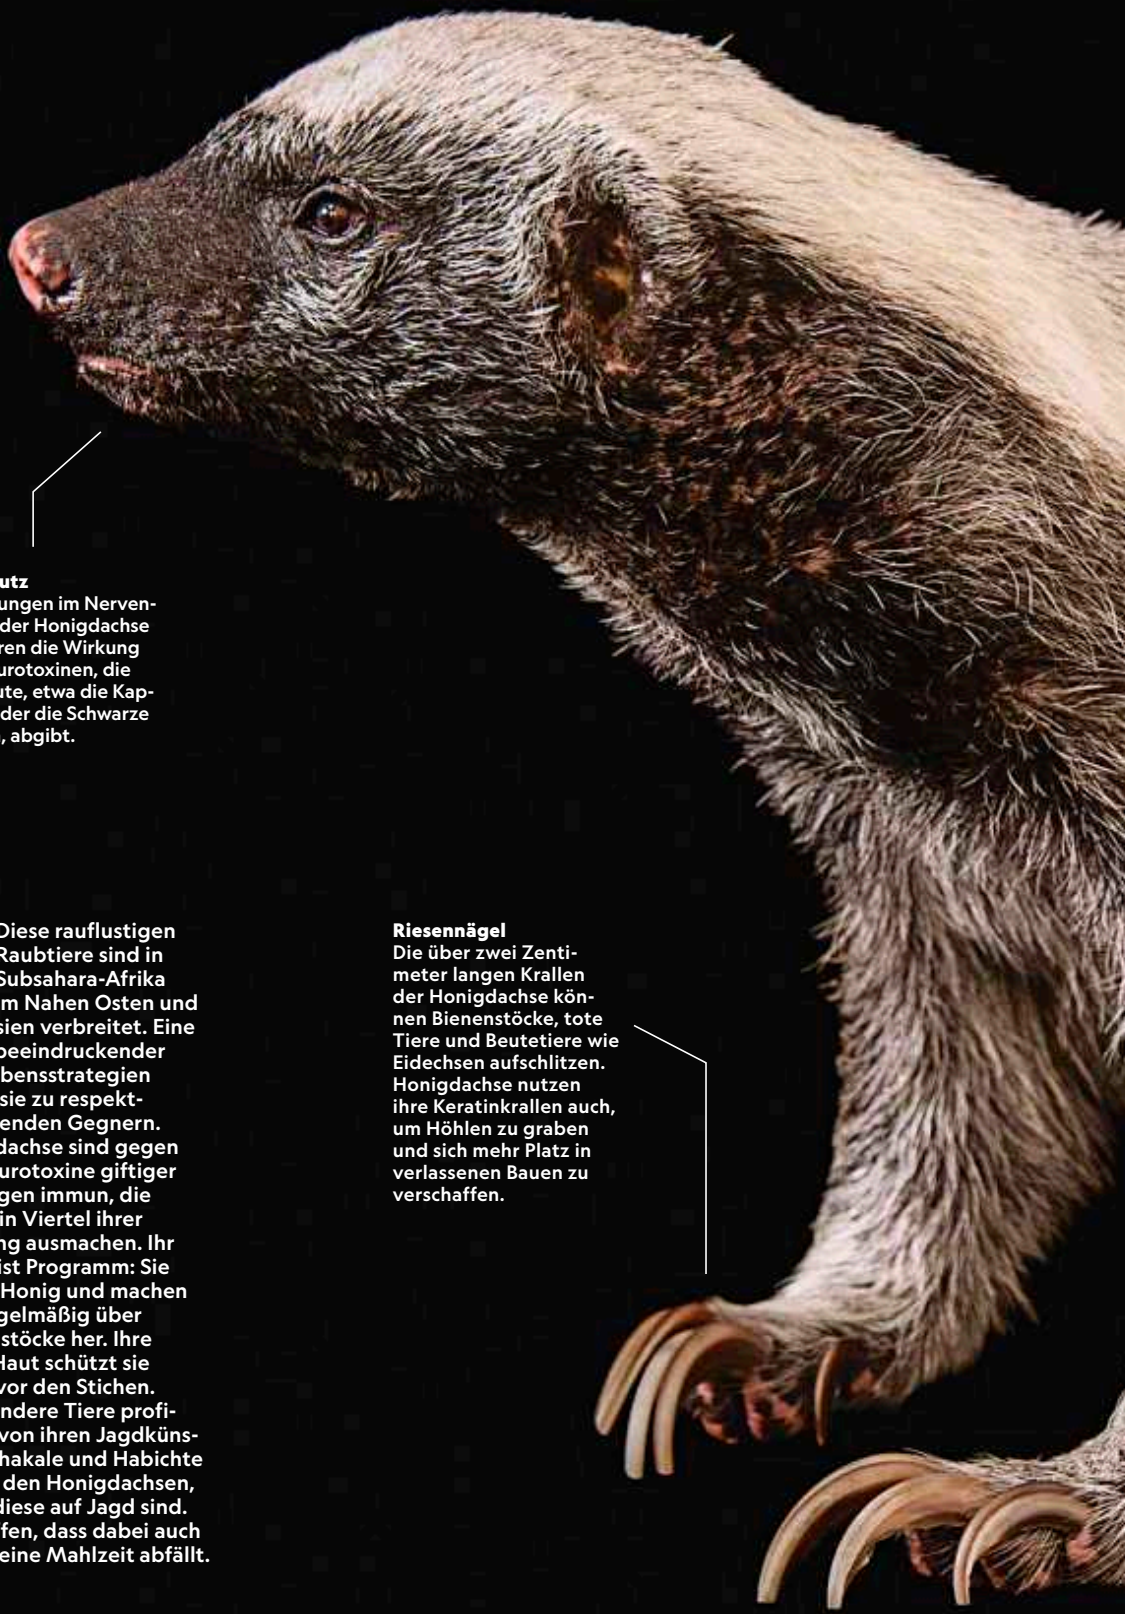 utz
ungen im Nerven-
der Honigdachse
ren die Wirkung
urotoxinen, die
ute, etwa die Kap-
der die Schwarze
, abgibt.
Diese rauflustigen
Raubtiere sind in
Subsahara-Afrika
m Nahen Osten und
sien verbreitet. Eine
beeindruckender
bensstrategien
sie zu respekt-
enden Gegnern.
dachse sind gegen
urotoxine giftiger
gen immun, die
in Viertel ihrer
ng ausmachen. Ihr
ist Programm: Sie
Honig und machen
gelmäßig über
stöcke her. Ihre
Haut schützt sie
vor den Stichen.
ndere Tiere profi-
von ihren Jagdküns-
hakale und Habichte
den Honigdachsen,
diese auf Jagd sind.
fen, dass dabei auch
eine Mahlzeit abfällt.
Riesennägel
Die über zwei Zenti-
meter langen Krallen
der Honigdachse kön-
nen Bienenstöcke, tote
Tiere und Beutetiere wie
Eidechsen aufschlitzen.
Honigdachse nutzen
ihre Keratinkrallen auch,
um Höhlen zu graben
und sich mehr Platz in
verlassenen Bauen zu
verschaffen.